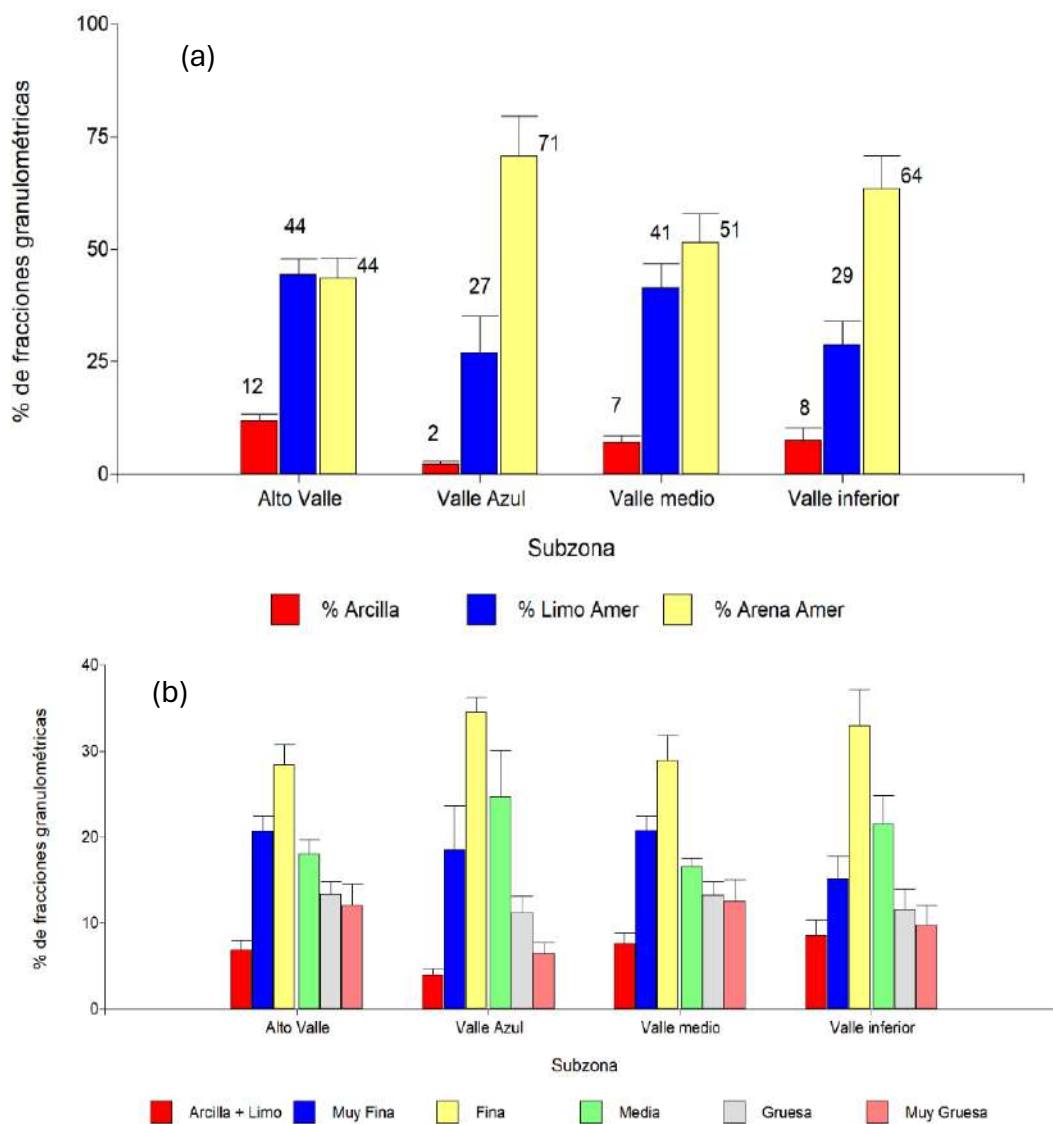 (a)
% de fracciones granulométricas
100
75
50
25
0
12
44
44
2
27
71
7
41
51
8
29
64
Alto Valle Valle Azul Valle medio Valle inferior
Subzona
% Arcilla % Limo Amer % Arena Amer
(b)
% de fracciones granulométricas
40
30
20
10
0
Alto Valle Valle Azul Valle medio Valle inferior
Subzona
Arcilla + Limo Muy Fina Fina Media Gruesa Muy Gruesa